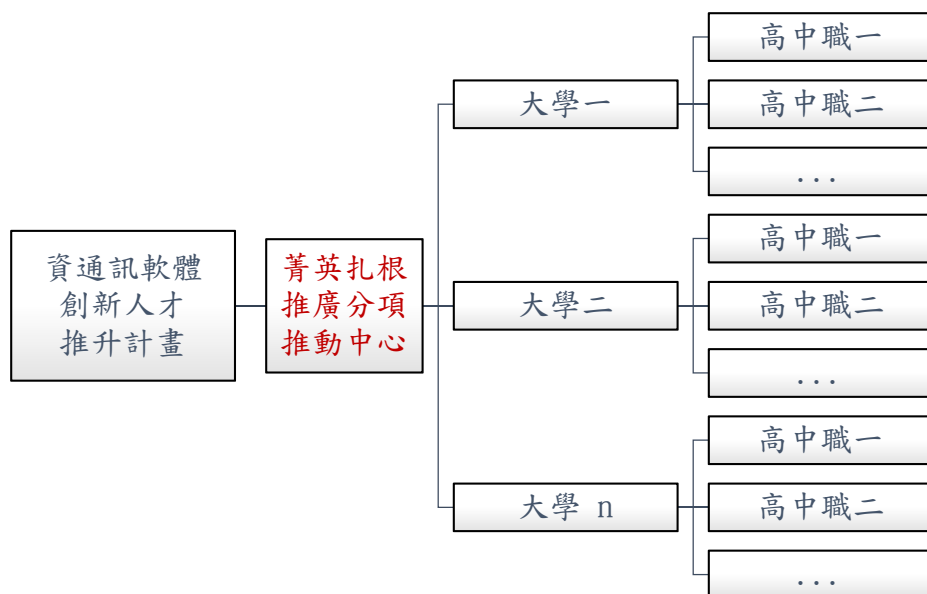 資通訊軟體
創新人才
推升計畫
菁英扎根
推廣分項
推動中心
大學一
高中職一
高中職二
...
大學二
高中職一
高中職二
...
大學 n
高中職一
高中職二
...